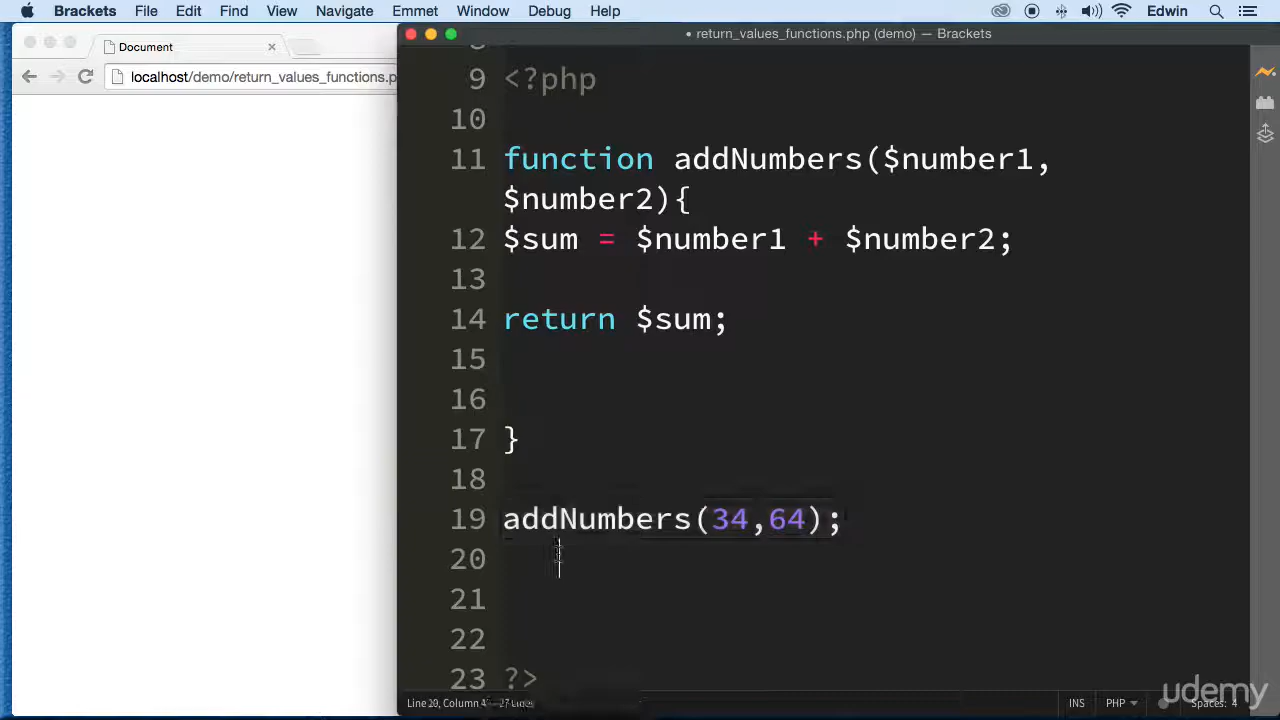 Brackets File Edit Find View Navigate Emmet Window Debug Help Edwin
Document
localhost/demo/return_values_functions.p
• return_values_functions.php (demo) — Brackets
9 <?php
10
11 function addNumbers($number1,
$number2){
12 $sum = $number1 + $number2;
13
14 return $sum;
15
16
17 }
18
19 addNumbers(34,64);
20
21
22
23 ?>
INS PHP Spaces: 4
udemy